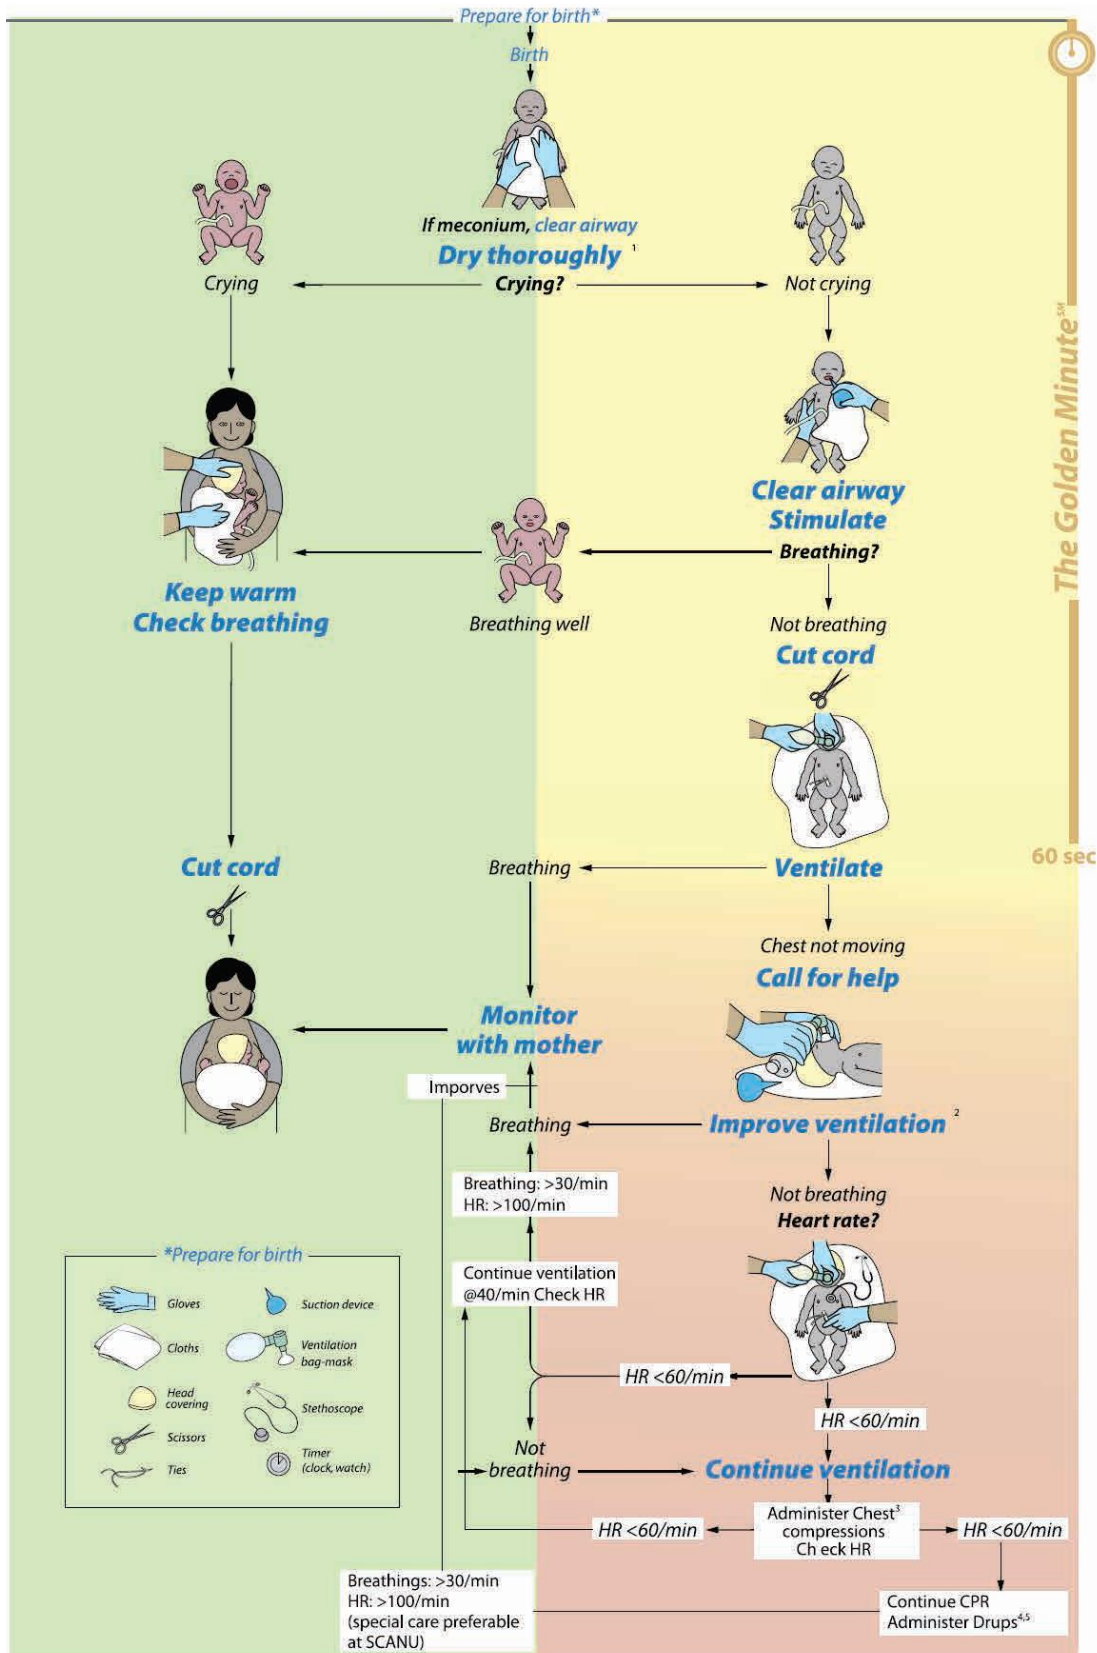 Prepare for birth*
Birth
If meconium, clear airway
Dry thoroughly 1
Crying?
Crying
Not crying
The Golden Minute SM
Clear airway
Stimulate
Breathing?
Keep warm
Check breathing
Breathing well
Not breathing
Cut cord
60 sec
Cut cord
Breathing
Ventilate
Chest not moving
Call for help
Monitor
with mother
Imporves
Breathing
Improve ventilation 2
Breathing: >30/min
HR: >100/min
Not breathing
Heart rate?
Continue ventilation
@40/min Check HR
*Prepare for birth
Gloves
Suction device
Cloths
Ventilation
bag-mask
Head
covering
Stethoscope
Scissors
Timer
(clock, watch)
Ties
HR <60/min
HR <60/min
Not
breathing
Continue ventilation
Administer Chest3
compressions
Ch eck HR
HR <60/min
HR <60/min
Breathings: >30/min
HR: >100/min
(special care preferable
at SCANU)
Continue CPR
Administer Drups4,5